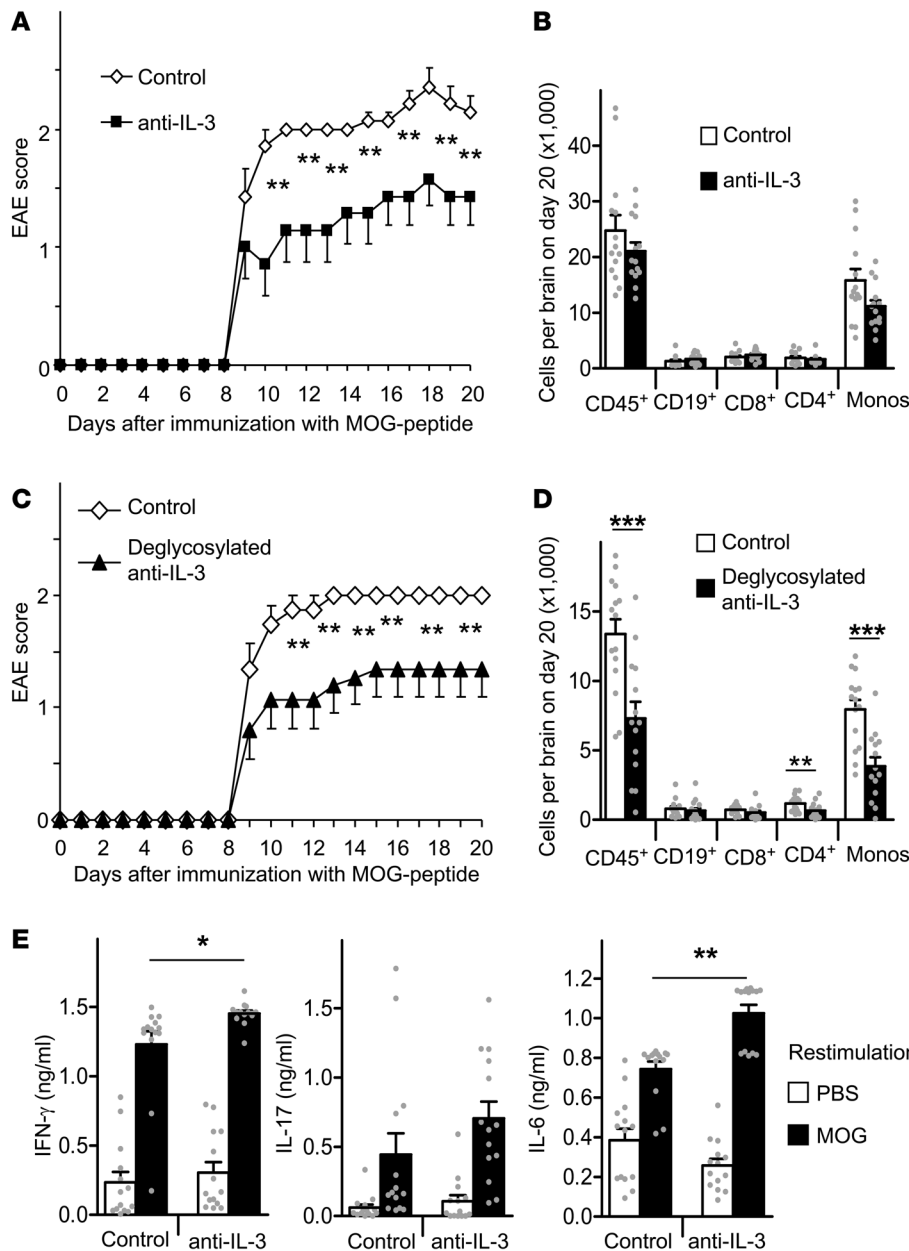 A
EAE score
2
1
0
Control
anti-IL-3
**
**
**
**
**
**
**
0 2 4 6 8 10 12 14 16 18 20
Days after immunization with MOG-peptide
B
Cells per brain on day 20 (x1,000)
40
30
20
10
0
Control
anti-IL-3
CD45+ CD19+ CD8+ CD4+ Monos
C
EAE score
2
1
0
Control
Deglycosylated
anti-IL-3
**
**
**
**
**
**
0 2 4 6 8 10 12 14 16 18 20
Days after immunization with MOG-peptide
D
Cells per brain on day 20 (x1,000)
15
10
5
0
Control
Deglycosylated
anti-IL-3
***
**
***
CD45+ CD19+ CD8+ CD4+ Monos
E
IFN-γ (ng/ml)
1.5
1.0
0.5
0.0
*
Control anti-IL-3
IL-17 (ng/ml)
1.5
1.0
0.5
0.0
Control anti-IL-3
IL-6 (ng/ml)
1.2
1.0
0.8
0.6
0.4
0.2
0.0
**
Control anti-IL-3
Restimulation
PBS
MOG